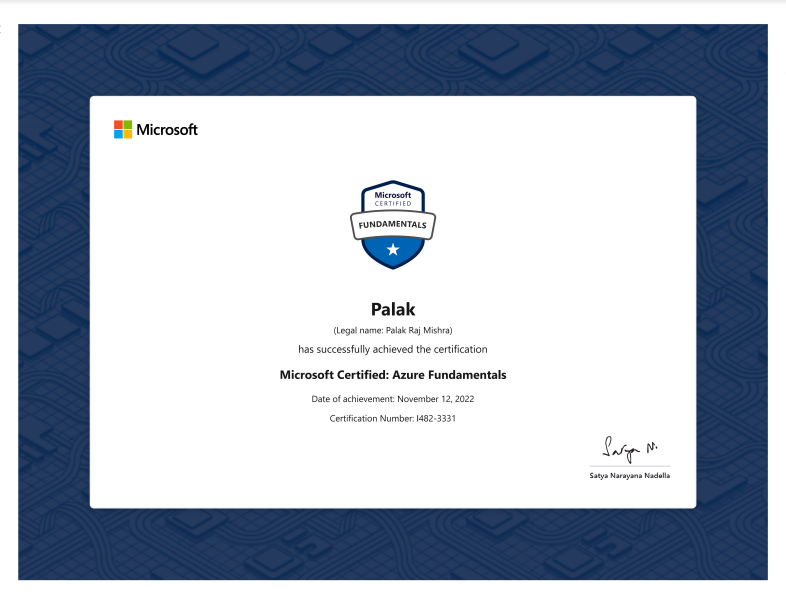 Microsoft
Microsoft
CERTIFIED
FUNDAMENTALS
Palak
(Legal name: Palak Raj Mishra)
has successfully achieved the certification
Microsoft Certified: Azure Fundamentals
Date of achievement: November 12, 2022
Certification Number: I482-3331
Satya N.
Satya Narayana Nadella